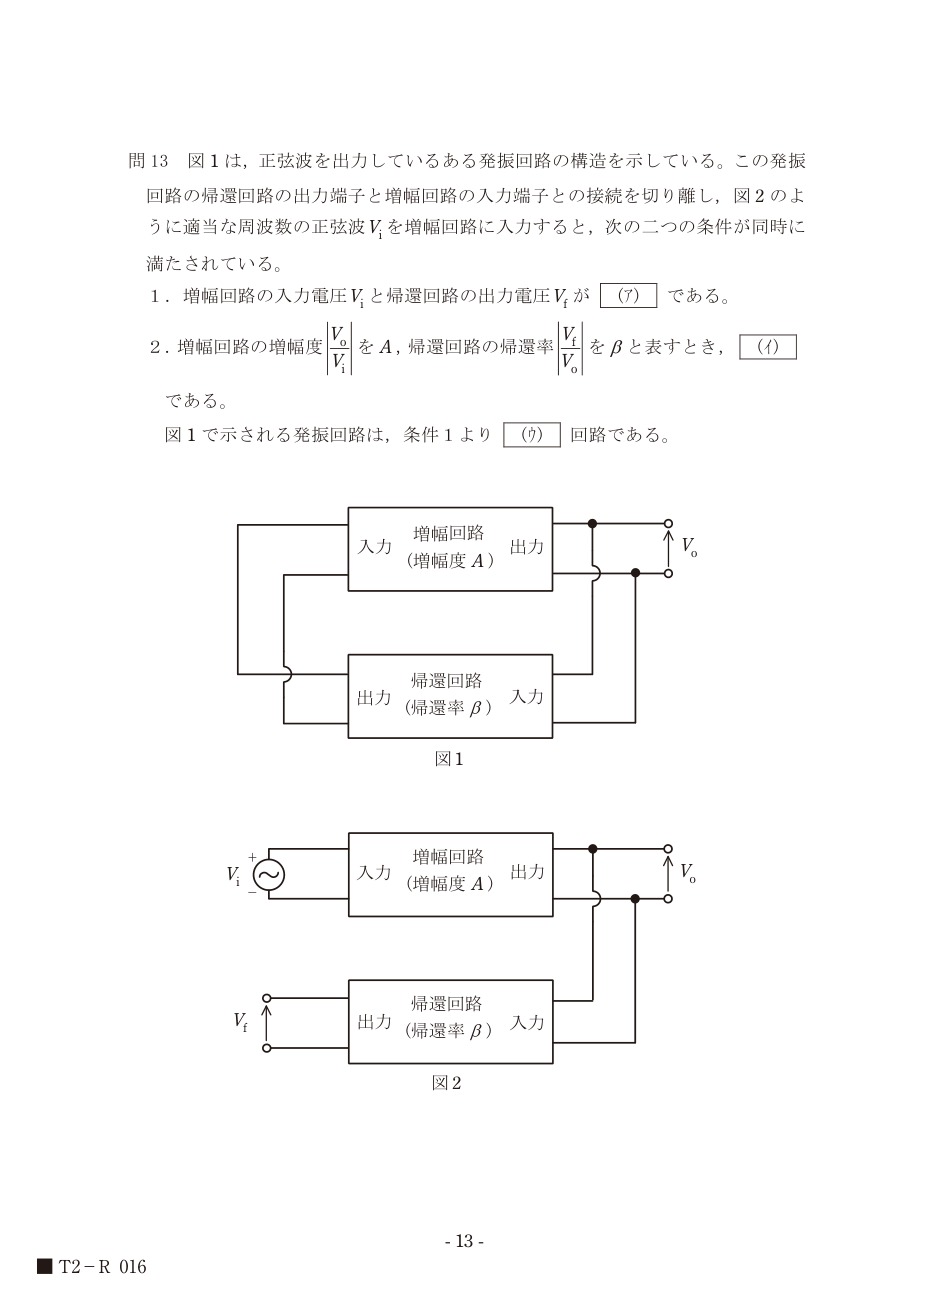 問13 図1は，正弦波を出力しているある発振回路の構造を示している。この発振
回路の帰還回路の出力端子と増幅回路の入力端子との接続を切り離し，図2のよ
うに適当な周波数の正弦波Viを増幅回路に入力すると，次の二つの条件が同時に
満たされている。
1．増幅回路の入力電圧Viと帰還回路の出力電圧Vfが (ア) である。
2．増幅回路の増幅度|Vo/Vi|をA，帰還回路の帰還率|Vf/Vo|をβと表すとき， (イ)
である。
図1で示される発振回路は，条件1より (ウ) 回路である。
入力 増幅回路 出力
(増幅度 A)
Vo
出力 帰還回路 入力
(帰還率 β)
図1
+
Vi
−
入力 増幅回路 出力
(増幅度 A)
Vo
Vf
出力 帰還回路 入力
(帰還率 β)
図2
- 13 -
■ T2−R 016